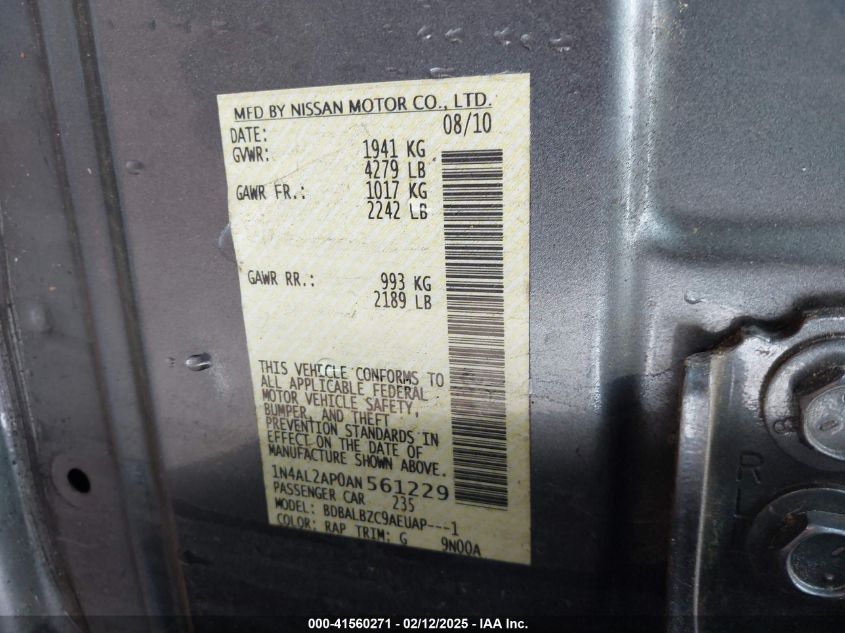 MFD BY NISSAN MOTOR CO., LTD.
DATE: 08/10
GVWR: 1941 KG
4279 LB
GAWR FR.: 1017 KG
2242 LB
GAWR RR.: 993 KG
2189 LB
THIS VEHICLE CONFORMS TO
ALL APPLICABLE FEDERAL
MOTOR VEHICLE SAFETY,
BUMPER, AND THEFT
PREVENTION STANDARDS IN
EFFECT ON THE DATE OF
MANUFACTURE SHOWN ABOVE.
1N4AL2AP0AN561229
PASSENGER CAR 235
MODEL: BDBALBZC9AEUAP---1
COLOR: RAP TRIM: G 9N00A
R
L
8
000-41560271 - 02/12/2025 - IAA Inc.